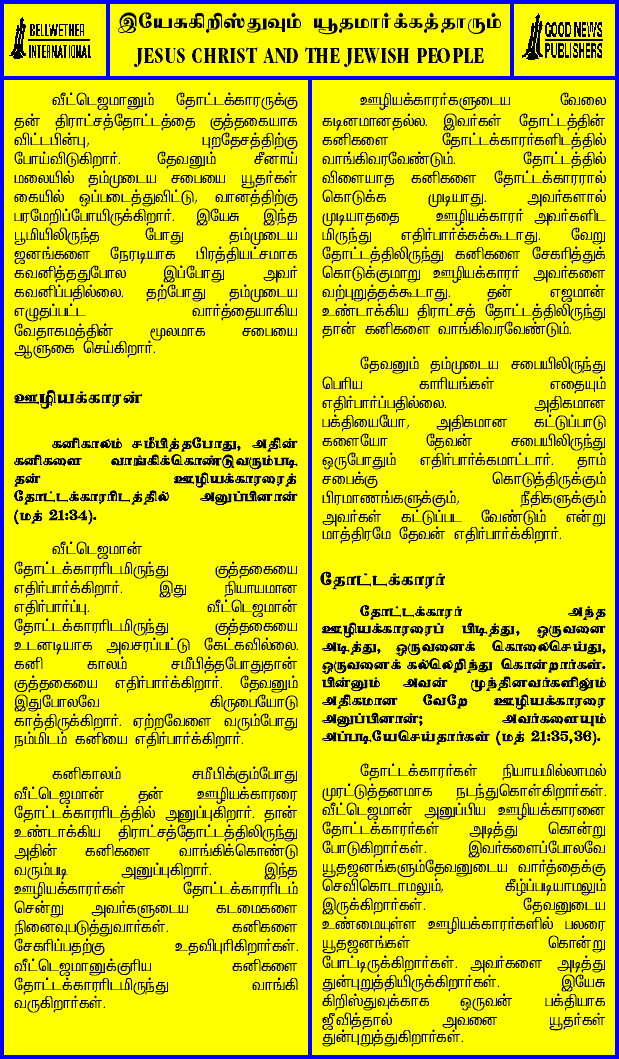 BELLWETHER
INTERNATIONAL
இயேசுகிறிஸ்துவும் யூதமார்க்கத்தாரும்
JESUS CHRIST AND THE JEWISH PEOPLE
GOOD NEWS
PUBLISHERS
வீட்டெஜமானும் தோட்டக்காரருக்கு
தன் திராட்சத்தோட்டத்தை குத்தகையாக
விட்டபின்பு, புறதேசத்திற்கு
போய்விடுகிறார். தேவனும் சீனாய்
மலையில் தம்முடைய சபையை யூதர்கள்
கையில் ஒப்படைத்துவிட்டு, வானத்திற்கு
பரமேறிப்போயிருக்கிறார். இயேசு இந்த
பூமியிலிருந்த போது தம்முடைய
ஜனங்களை நேரடியாக பிரத்தியட்சமாக
கவனித்ததுபோல இப்போது அவர்
கவனிப்பதில்லை. தற்போது தம்முடைய
எழுதப்பட்ட வார்த்தையாகிய
வேதாகமத்தின் மூலமாக சபையை
ஆளுகை செய்கிறார்.
ஊழியக்காரன்
கனிகாலம் சமீபித்தபோது, அதின்
கனிகளை வாங்கிக்கொண்டுவரும்படி
தன் ஊழியக்காரரைத்
தோட்டக்காரரிடத்தில் அனுப்பினான்
(மத் 21:34).
வீட்டெஜமான்
தோட்டக்காரரிடமிருந்து குத்தகையை
எதிர்பார்க்கிறார். இது நியாயமான
எதிர்பார்ப்பு. வீட்டெஜமான்
தோட்டக்காரரிடமிருந்து குத்தகையை
உடனடியாக அவசரப்பட்டு கேட்கவில்லை.
கனி காலம் சமீபித்தபோதுதான்
குத்தகையை எதிர்பார்க்கிறார். தேவனும்
இதுபோலவே கிருபையோடு
காத்திருக்கிறார். ஏற்றவேளை வரும்போது
நம்மிடம் கனியை எதிர்பார்க்கிறார்.
கனிகாலம் சமீபிக்கும்போது
வீட்டெஜமான் தன் ஊழியக்காரரை
தோட்டக்காரரிடத்தில் அனுப்புகிறார். தான்
உண்டாக்கிய திராட்சத்தோட்டத்திலிருந்து
அதின் கனிகளை வாங்கிக்கொண்டு
வரும்படி அனுப்புகிறார். இந்த
ஊழியக்காரர்கள் தோட்டக்காரரிடம்
சென்று அவர்களுடைய கடமைகளை
நினைவுபடுத்துவார்கள். கனிகளை
சேகரிப்பதற்கு உதவிபுரிகிறார்கள்.
வீட்டெஜமானுக்குரிய கனிகளை
தோட்டக்காரரிடமிருந்து வாங்கி
வருகிறார்கள்.
ஊழியக்காரர்களுடைய வேலை
கடினமானதல்ல. இவர்கள் தோட்டத்தின்
கனிகளை தோட்டக்காரர்களிடத்தில்
வாங்கிவரவேண்டும். தோட்டத்தில்
விளையாத கனிகளை தோட்டக்காரரால்
கொடுக்க முடியாது. அவர்களால்
முடியாததை ஊழியக்காரர் அவர்களிட
மிருந்து எதிர்பார்க்கக்கூடாது. வேறு
தோட்டத்திலிருந்து கனிகளை சேகரித்துக்
கொடுக்குமாறு ஊழியக்காரர் அவர்களை
வற்புறுத்தக்கூடாது. தன் எஜமான்
உண்டாக்கிய திராட்சத் தோட்டத்திலிருந்து
தான் கனிகளை வாங்கிவரவேண்டும்.
தேவனும் தம்முடைய சபையிலிருந்து
பெரிய காரியங்கள் எதையும்
எதிர்பார்ப்பதில்லை. அதிகமான
பக்தியையோ, அதிகமான கட்டுப்பாடு
களையோ தேவன் சபையிலிருந்து
ஒருபோதும் எதிர்பார்க்கமாட்டார். தாம்
சபைக்கு கொடுத்திருக்கும்
பிரமாணங்களுக்கும், நீதிகளுக்கும்
அவர்கள் கட்டுப்பட வேண்டும் என்று
மாத்திரமே தேவன் எதிர்பார்க்கிறார்.
தோட்டக்காரர்
தோட்டக்காரர் அந்த
ஊழியக்காரரைப் பிடித்து, ஒருவனை
அடித்து, ஒருவனைக் கொலைசெய்து,
ஒருவனைக் கல்லெறிந்து கொன்றார்கள்.
பின்னும் அவன் முந்தினவர்களிலும்
அதிகமான வேறே ஊழியக்காரரை
அனுப்பினான்; அவர்களையும்
அப்படியேசெய்தார்கள் (மத் 21:35,36).
தோட்டக்காரர்கள் நியாயமில்லாமல்
முரட்டுத்தனமாக நடந்துகொள்கிறார்கள்.
வீட்டெஜமான் அனுப்பிய ஊழியக்காரனை
தோட்டக்காரர்கள் அடித்து கொன்று
போடுகிறார்கள். இவர்களைப்போலவே
யூதஜனங்களும்தேவனுடைய வார்த்தைக்கு
செவிகொடாமலும், கீழ்ப்படியாமலும்
இருக்கிறார்கள். தேவனுடைய
உண்மையுள்ள ஊழியக்காரர்களில் பலரை
யூதஜனங்கள் கொன்று
போட்டிருக்கிறார்கள். அவர்களை அடித்து
துன்புறுத்தியிருக்கிறார்கள். இயேசு
கிறிஸ்துவுக்காக ஒருவன் பக்தியாக
ஜீவித்தால் அவனை யூதர்கள்
துன்புறுத்துகிறார்கள்.